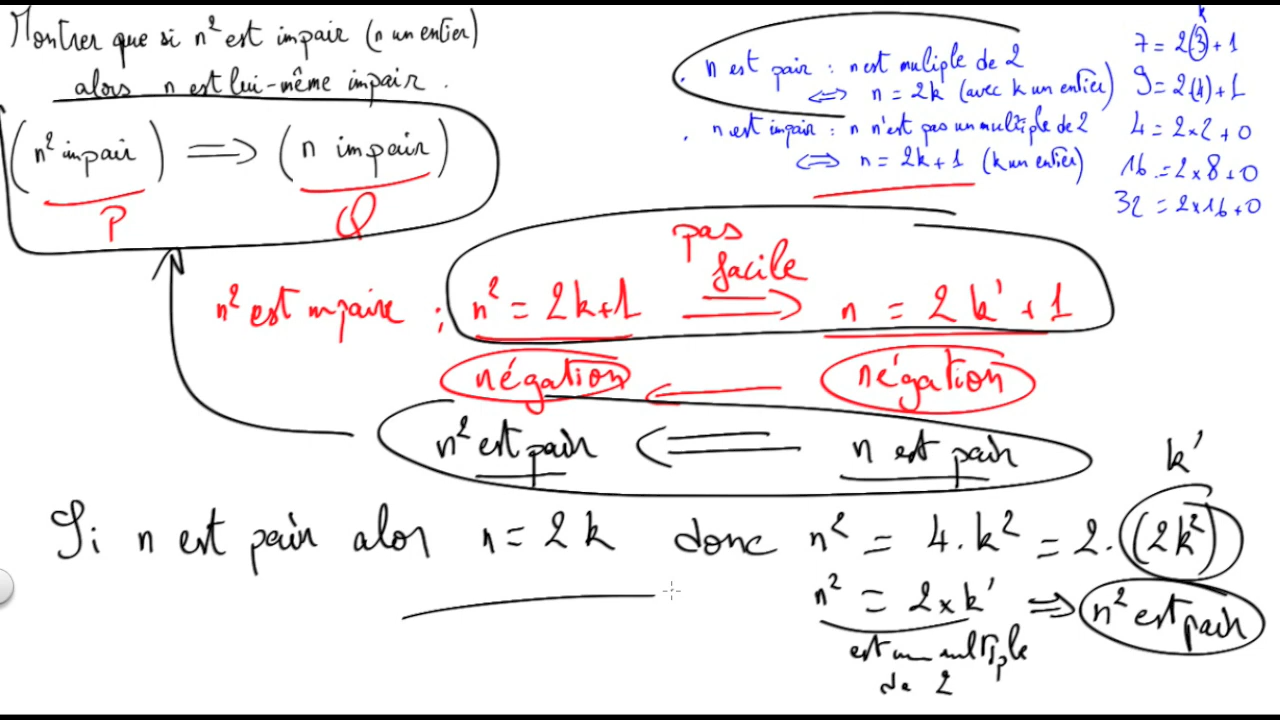 Montrer que si n² est impair (n un entier)
alors n est lui-même impair.
(n² impair) ⟹ (n impair)
P Q
. n est pair : n est muliple de 2
⟺ n = 2k (avec k un entier)
. n est impair : n n'est pas un multiple de 2
⟺ n = 2k+1 (k un entier)
k
7 = 2(3)+1
9 = 2(4)+1
4 = 2×2+0
16 = 2×8+0
32 = 2×16+0
pas
facile
n² est mpaire : n² = 2k+1 ⟹ n = 2k'+1
négation ⟵ négation
n² est pair ⟸ n est pair
Si n est pair alor n = 2k donc n² = 4.k² = 2.(2k²)
k'
n² = 2×k' ⟹ n² est pair
est un multiple
de 2